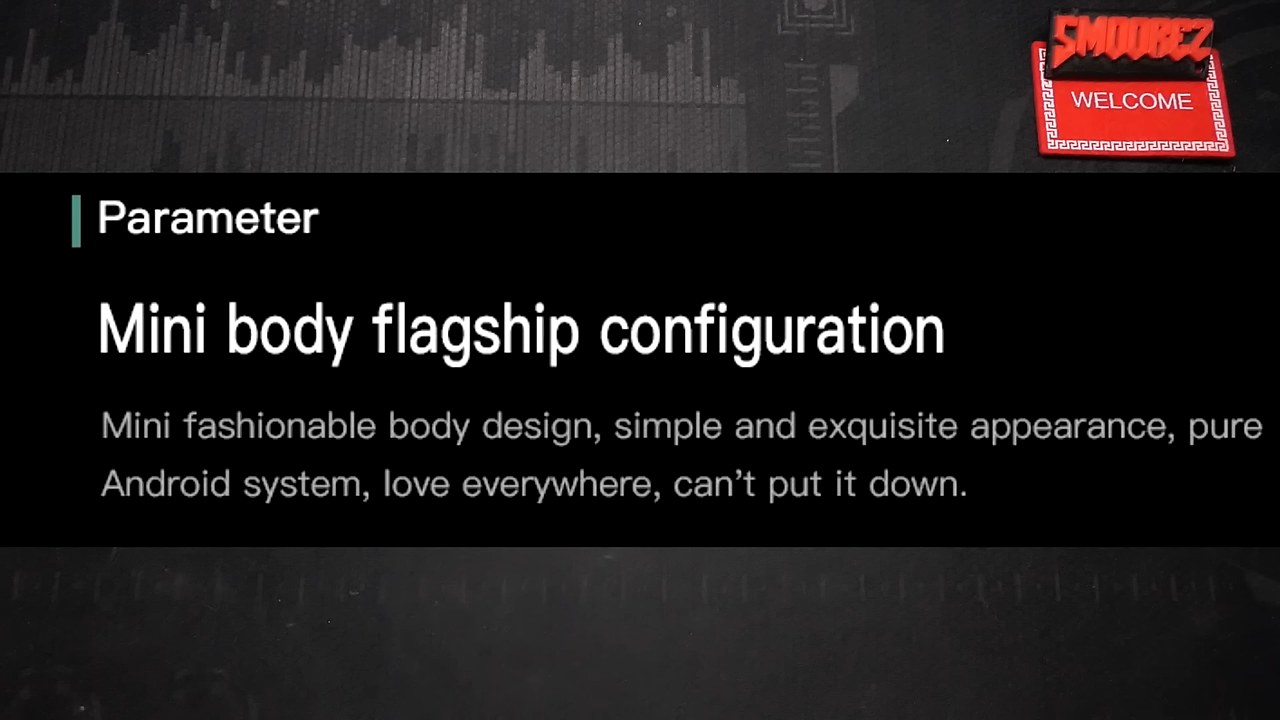 SMOOREZ
WELCOME
Parameter
Mini body flagship configuration
Mini fashionable body design, simple and exquisite appearance, pure
Android system, love everywhere, can’t put it down.